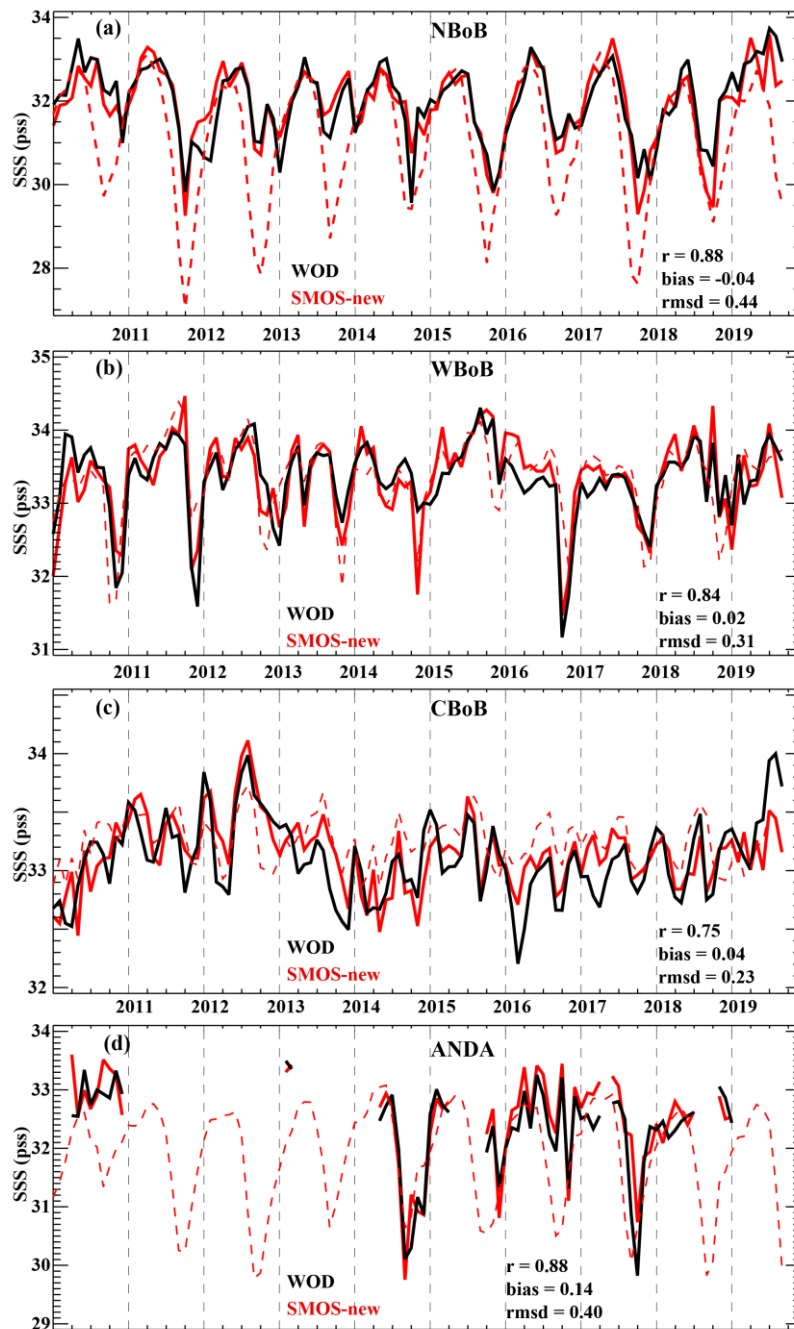 (a) NBoB
34
32
30
28
SSS (pss)
WOD
SMOS-new
r = 0.88
bias = -0.04
rmsd = 0.44
2011 2012 2013 2014 2015 2016 2017 2018 2019
(b) WBoB
35
34
33
32
31
SSS (pss)
WOD
SMOS-new
r = 0.84
bias = 0.02
rmsd = 0.31
2011 2012 2013 2014 2015 2016 2017 2018 2019
(c) CBoB
34
33
32
SSS (pss)
WOD
SMOS-new
r = 0.75
bias = 0.04
rmsd = 0.23
2011 2012 2013 2014 2015 2016 2017 2018 2019
(d) ANDA
34
33
32
31
30
29
SSS (pss)
WOD
SMOS-new
r = 0.88
bias = 0.14
rmsd = 0.40